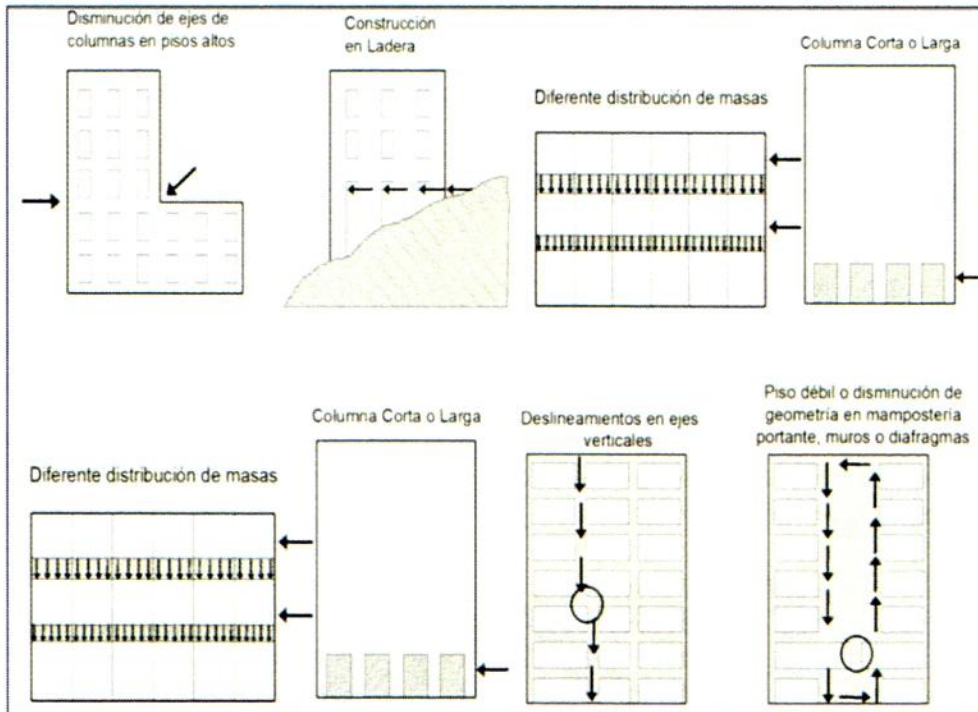 Disminución de ejes de
columnas en pisos altos
Construcción
en Ladera
Diferente distribución de masas
Columna Corta o Larga
Diferente distribución de masas
Columna Corta o Larga
Deslineamientos en ejes
verticales
Piso débil o disminución de
geometría en mampostería
portante, muros o diafragmas